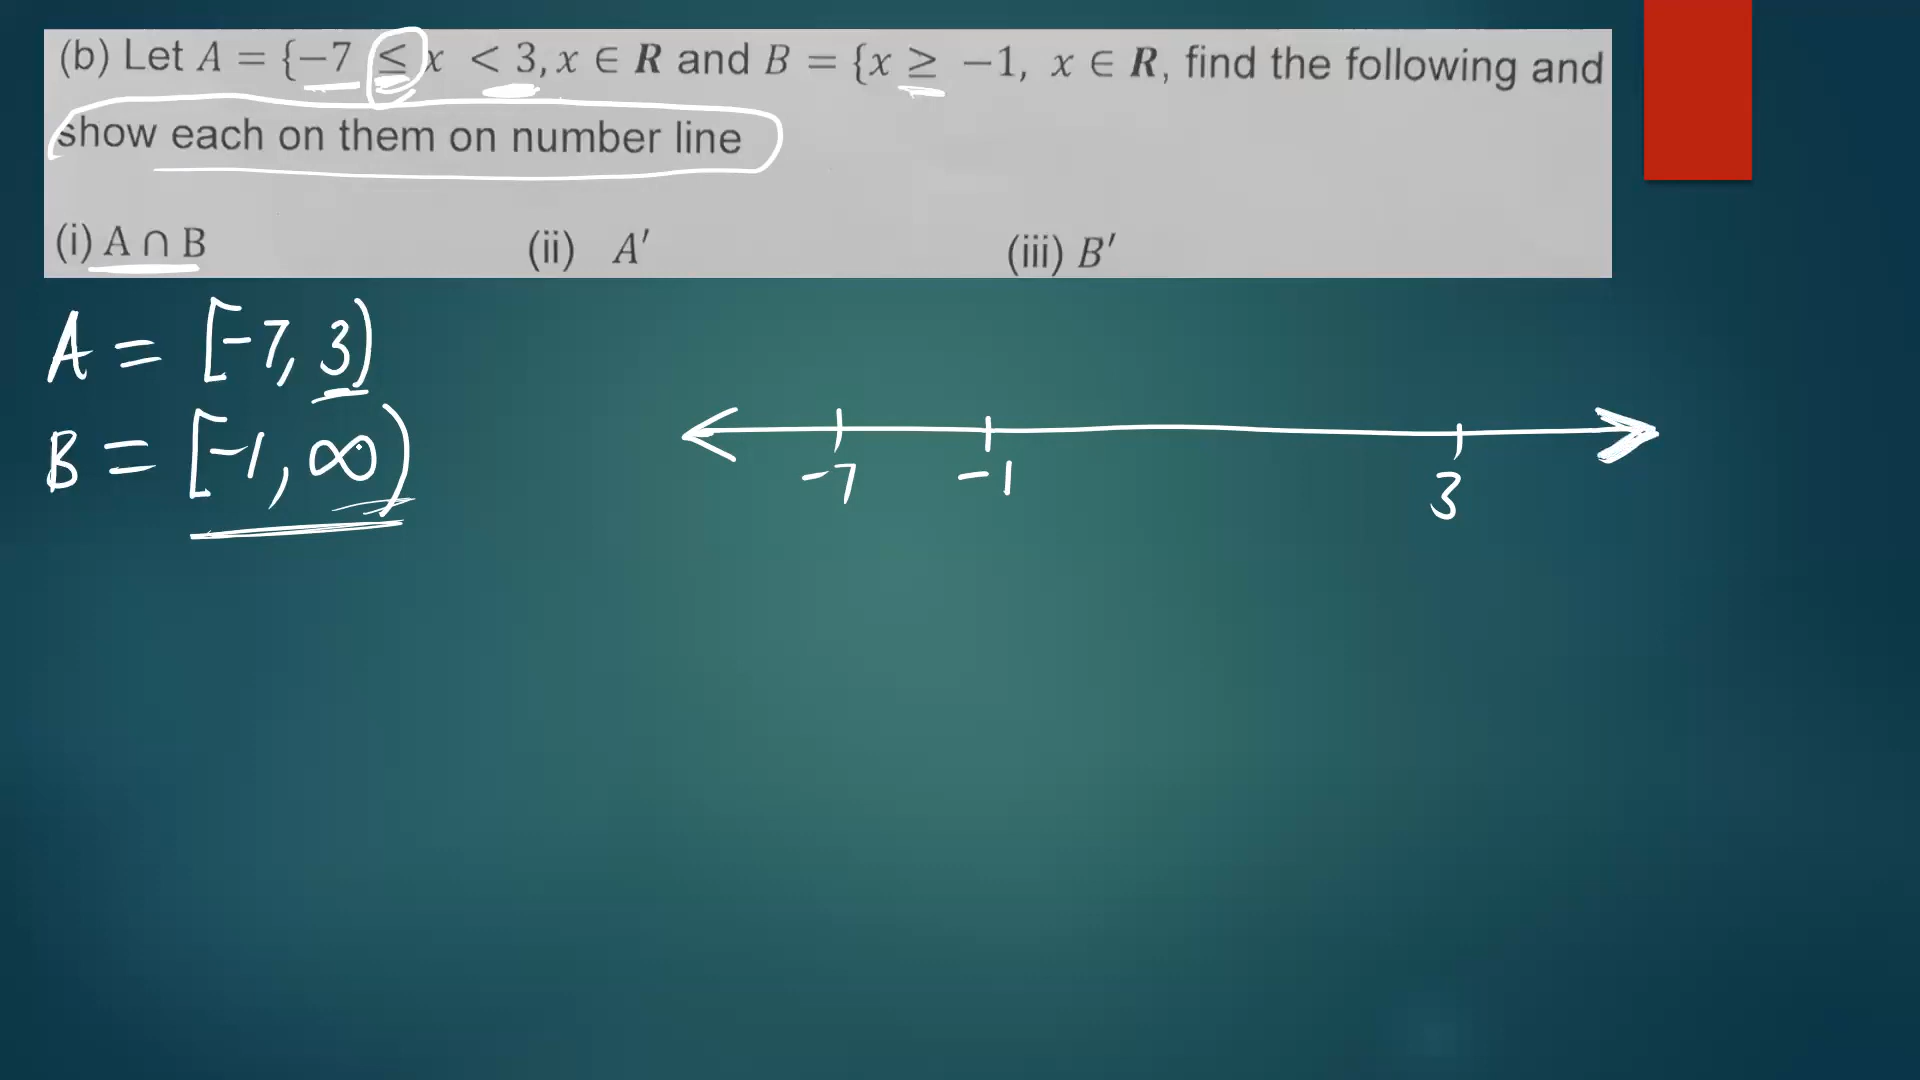 (b) Let A = {−7 ≤ x < 3, x ∈ R and B = {x ≥ −1, x ∈ R, find the following and
show each on them on number line
(i) A ∩ B (ii) A′ (iii) B′
A = [-7, 3)
B = [-1, ∞)
-7 -1 3